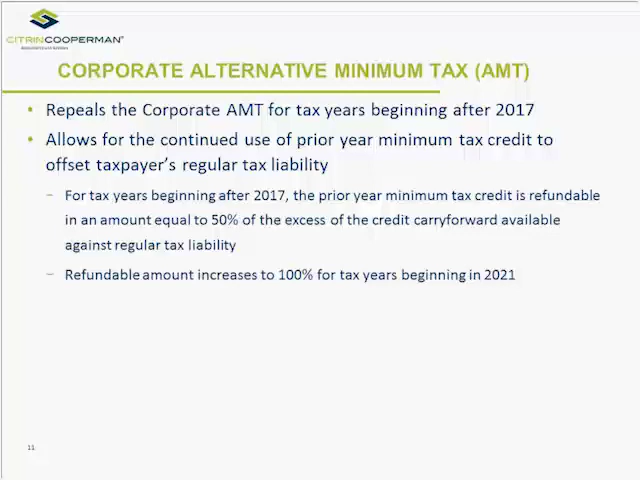 CITRINCOOPERMAN®
CORPORATE ALTERNATIVE MINIMUM TAX (AMT)
• Repeals the Corporate AMT for tax years beginning after 2017
• Allows for the continued use of prior year minimum tax credit to
offset taxpayer's regular tax liability
– For tax years beginning after 2017, the prior year minimum tax credit is refundable
in an amount equal to 50% of the excess of the credit carryforward available
against regular tax liability
– Refundable amount increases to 100% for tax years beginning in 2021
11